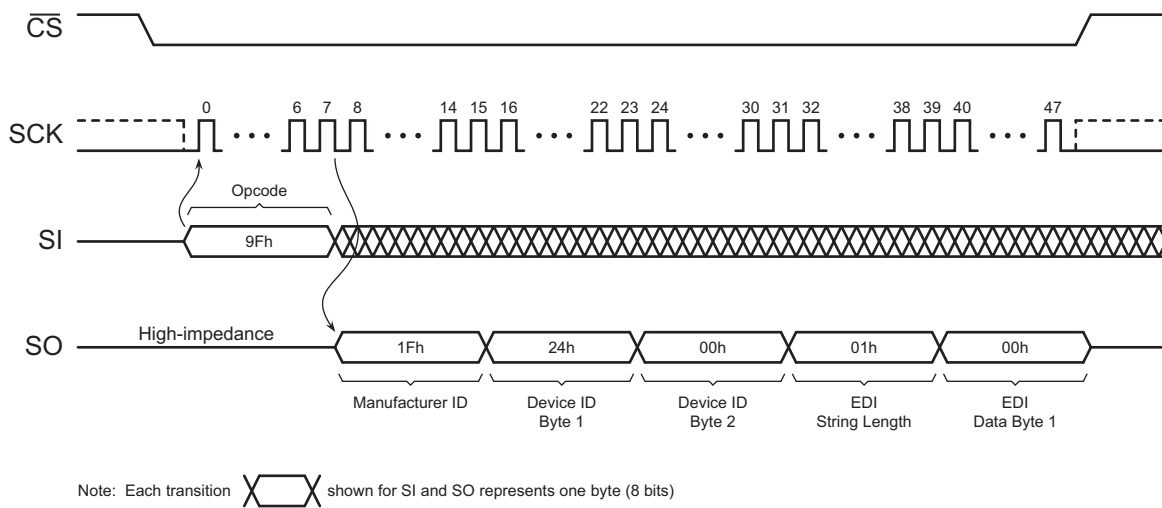 CS
0 6 7 8 14 15 16 22 23 24 30 31 32 38 39 40 47
SCK
Opcode
SI
9Fh
High-impedance
SO
1Fh 24h 00h 01h 00h
Manufacturer ID
Device ID
Byte 1
Device ID
Byte 2
EDI
String Length
EDI
Data Byte 1
Note: Each transition shown for SI and SO represents one byte (8 bits)